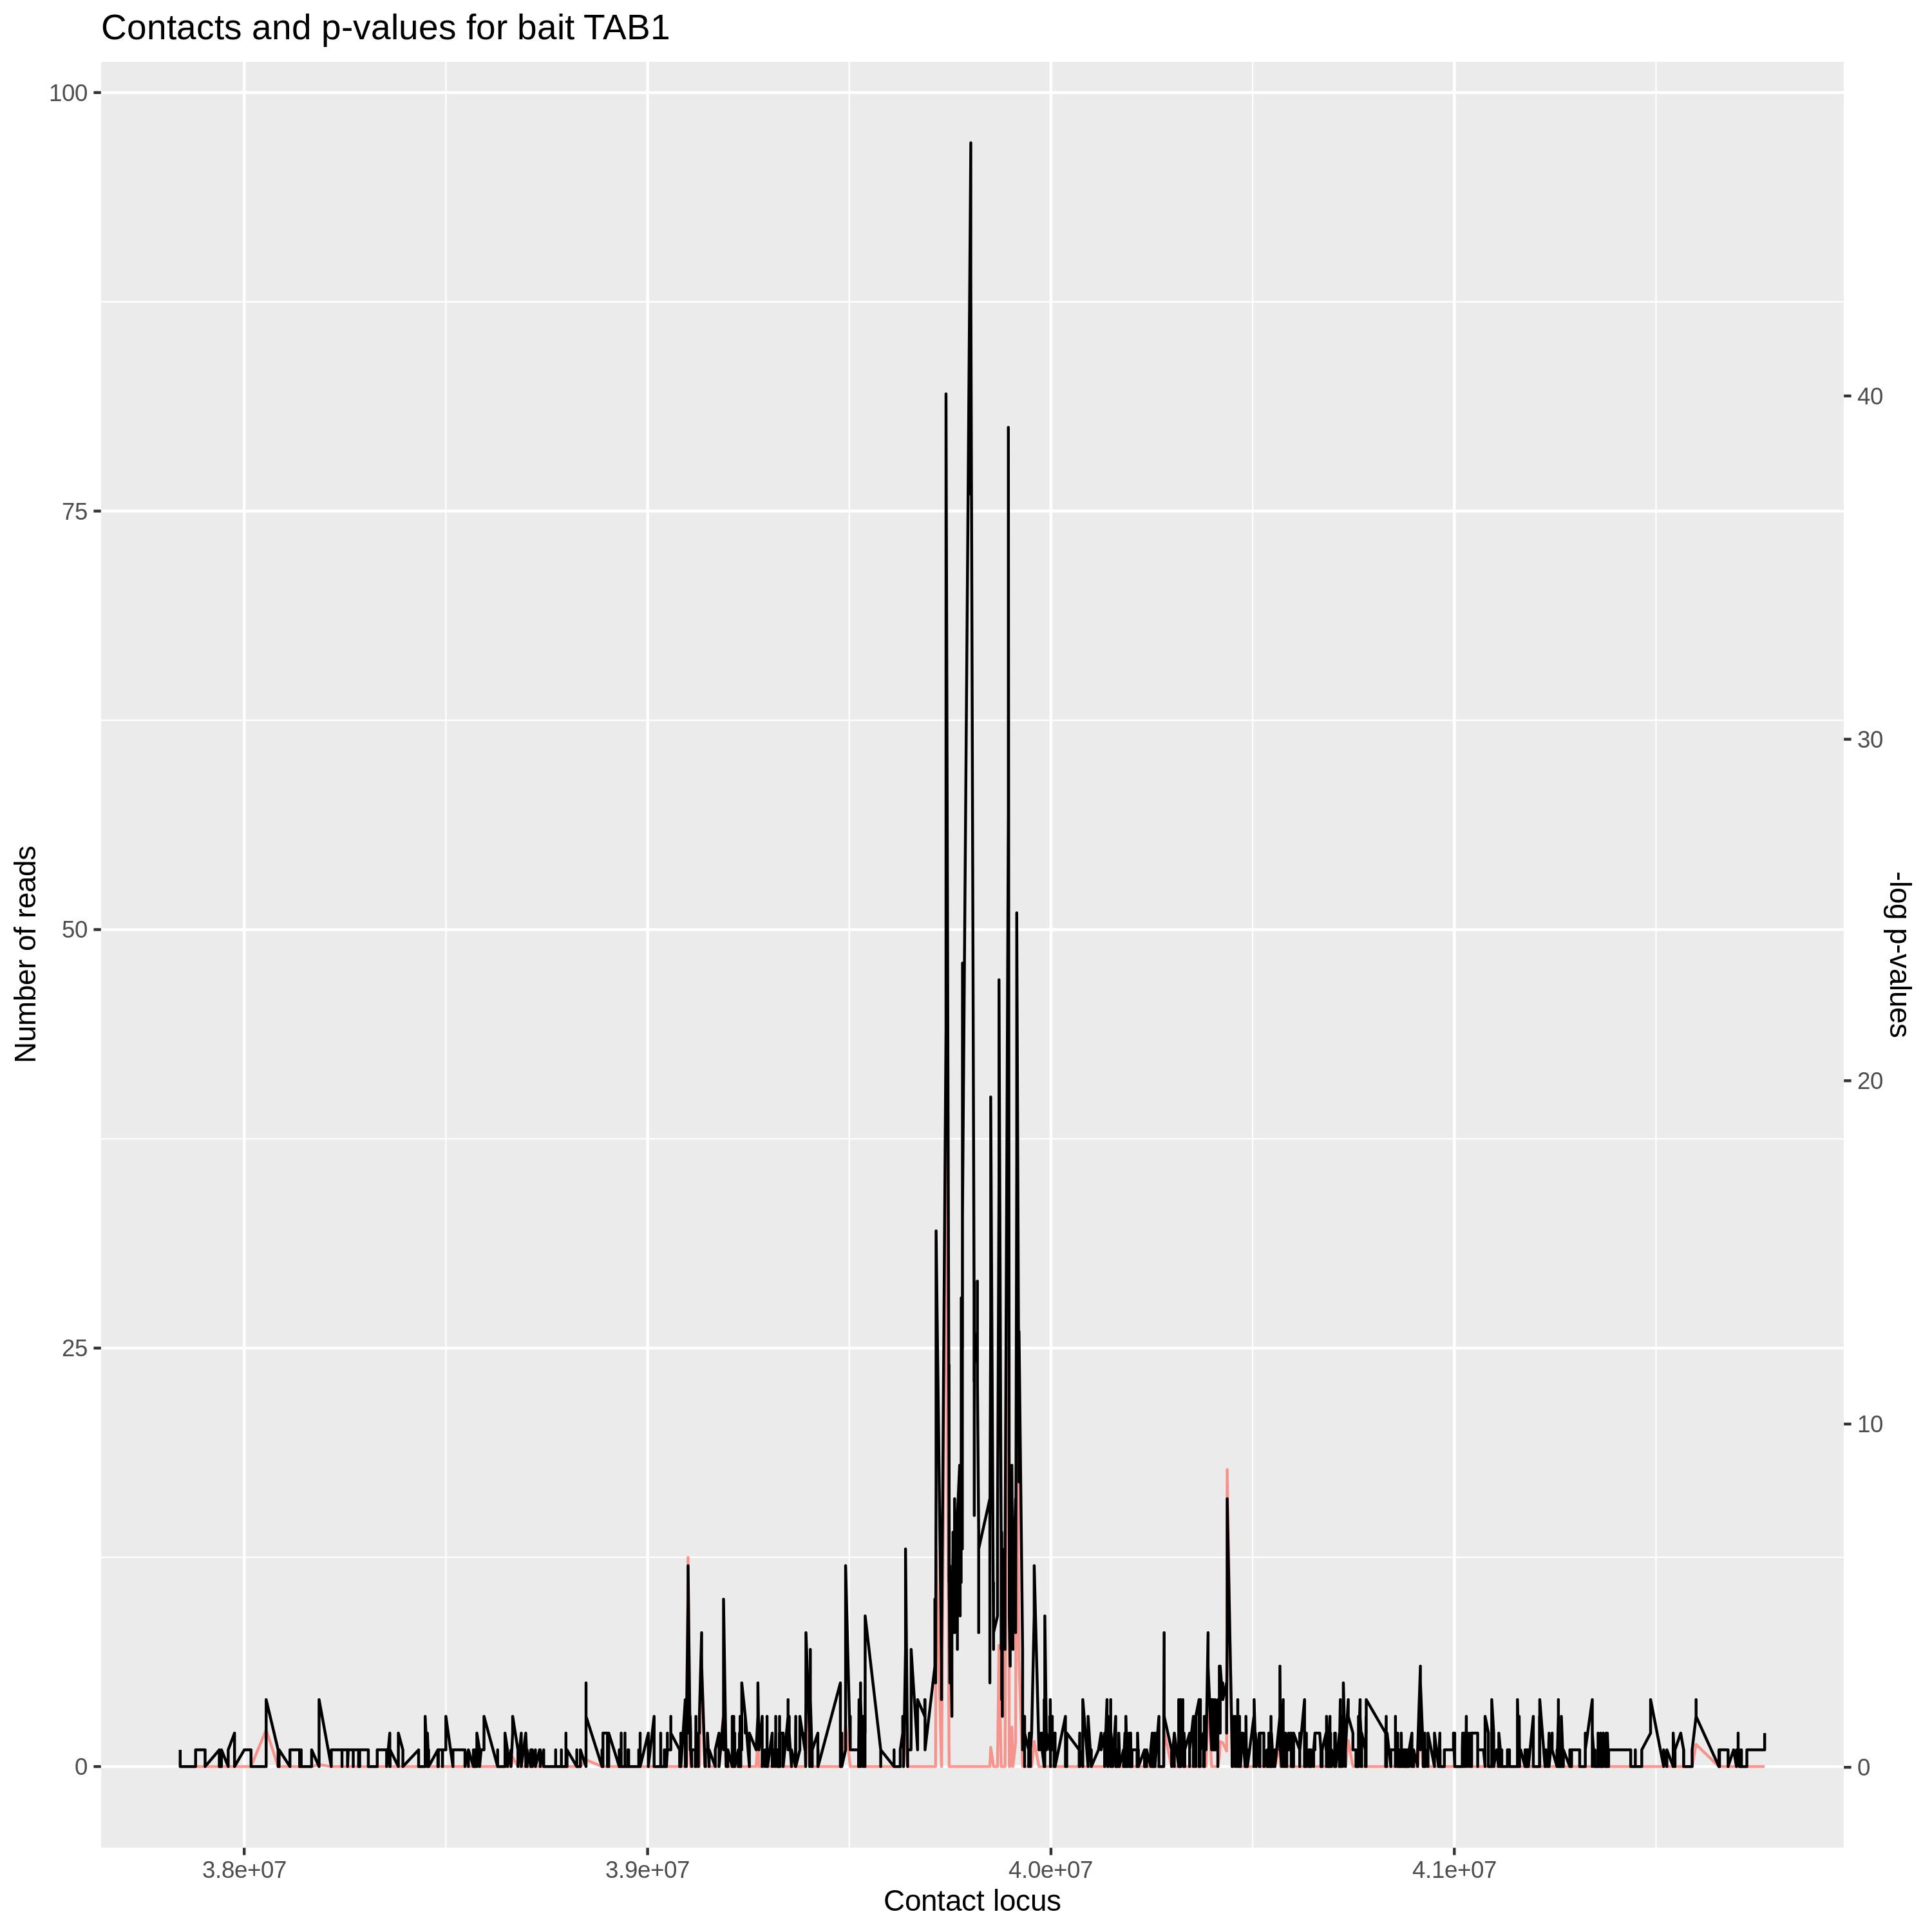 Contacts and p-values for bait TAB1
100
75
50
25
0
Number of reads
40
30
20
10
0
-log p-values
3.8e+07
3.9e+07
4.0e+07
4.1e+07
Contact locus